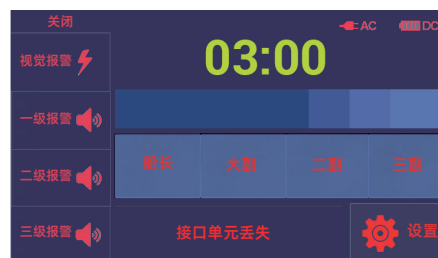 关闭
AC DC
视觉报警
03:00
一级报警
船长 大副 二副 三副
二级报警
三级报警
接口单元丢失
设置